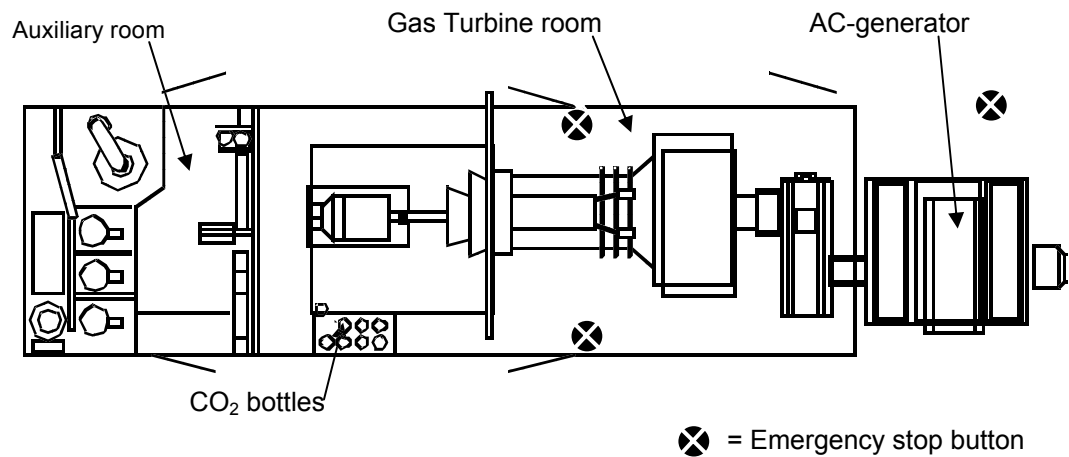 Auxiliary room
Gas Turbine room
AC-generator
CO₂ bottles
= Emergency stop button